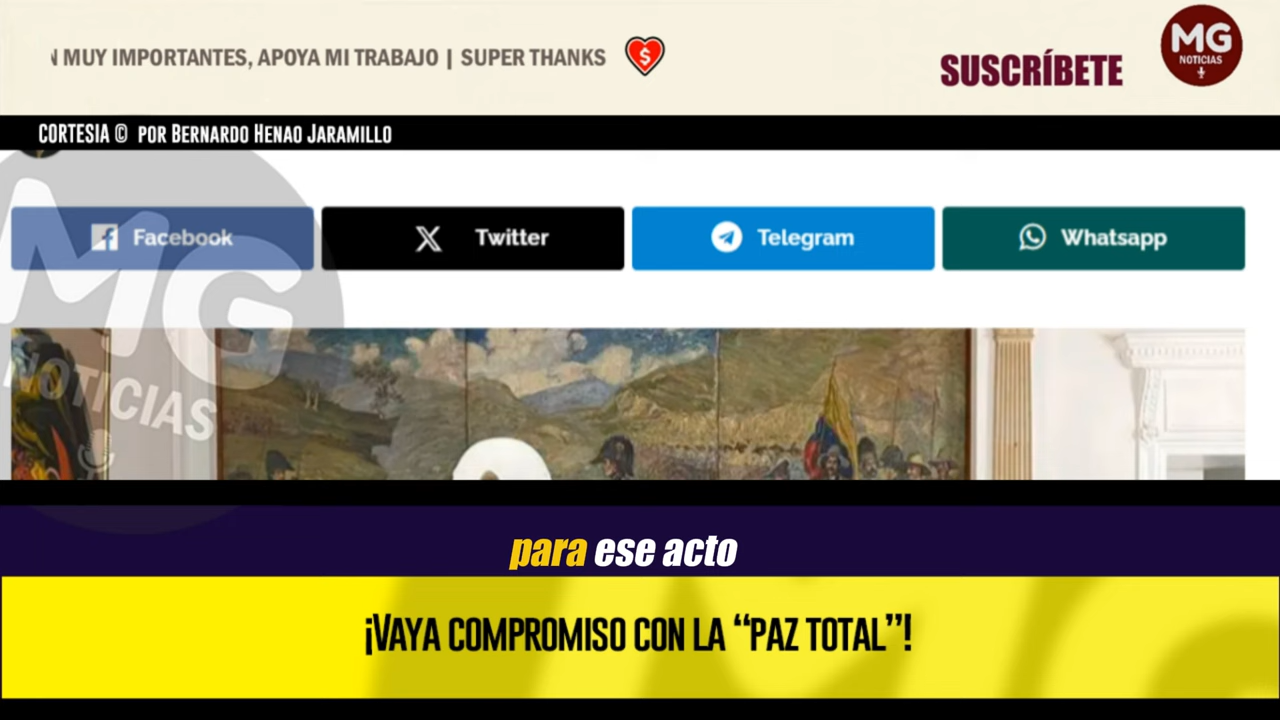 N MUY IMPORTANTES, APOYA MI TRABAJO | SUPER THANKS
$
SUSCRÍBETE
MG
NOTICIAS
CORTESIA © POR BERNARDO HENAO JARAMILLO
Facebook
Twitter
Telegram
Whatsapp
MG
NOTICIAS
para ese acto
¡VAYA COMPROMISO CON LA “PAZ TOTAL”!